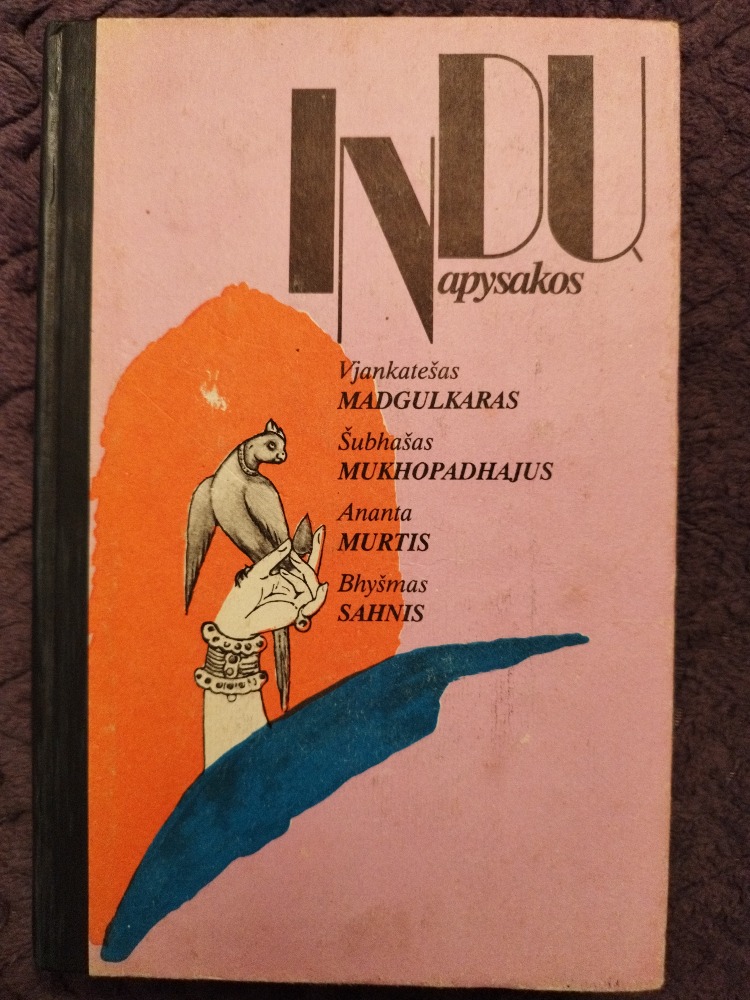 INDŲ
apysakos
Vjankatešas
MADGULKARAS
Šubhašas
MUKHOPADHAJUS
Ananta
MURTIS
Bhyšmas
SAHNIS